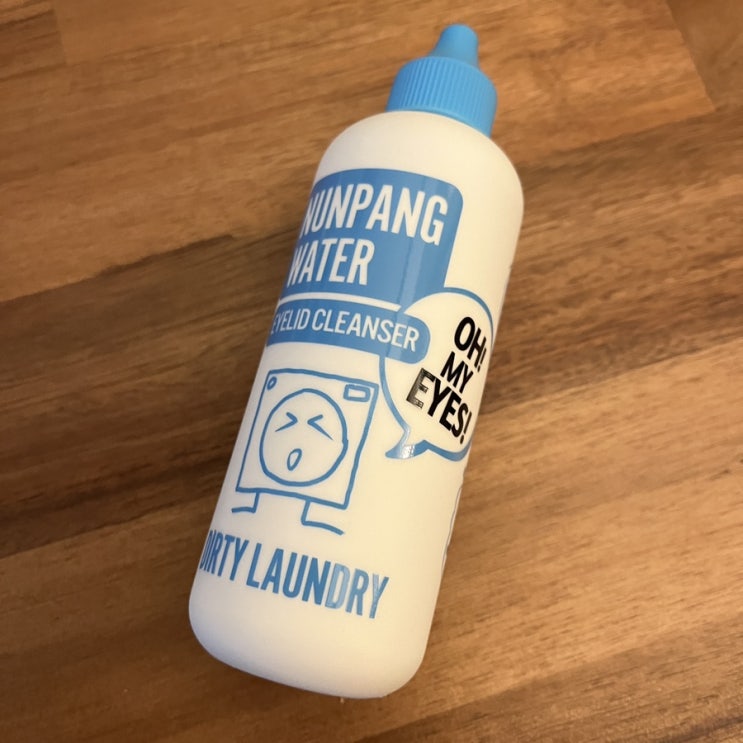 NUNPANG
WATER
EYELID CLEANSER
OH!
MY
EYES!
DIRTY LAUNDRY